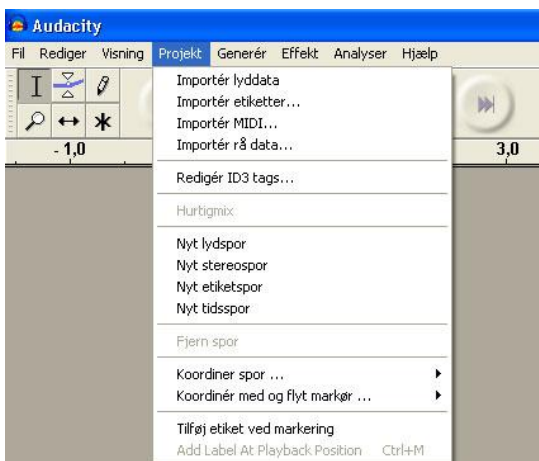 Audacity
Fil Rediger Visning Projekt Generér Effekt Analyser Hjælp
Importér lyddata
Importér etiketter...
Importér MIDI...
Importér rå data...
- 1,0 3,0
Redigér ID3 tags...
Hurtigmix
Nyt lydspor
Nyt stereospor
Nyt etiketspor
Nyt tidsspor
Fjern spor
Koordiner spor ...
Koordinér med og flyt markør ...
Tilføj etiket ved markering
Add Label At Playback Position Ctrl+M